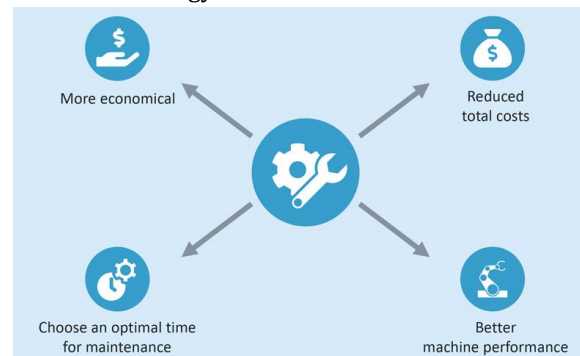 More economical
Reduced
total costs
Choose an optimal time
for maintenance
Better
machine performance